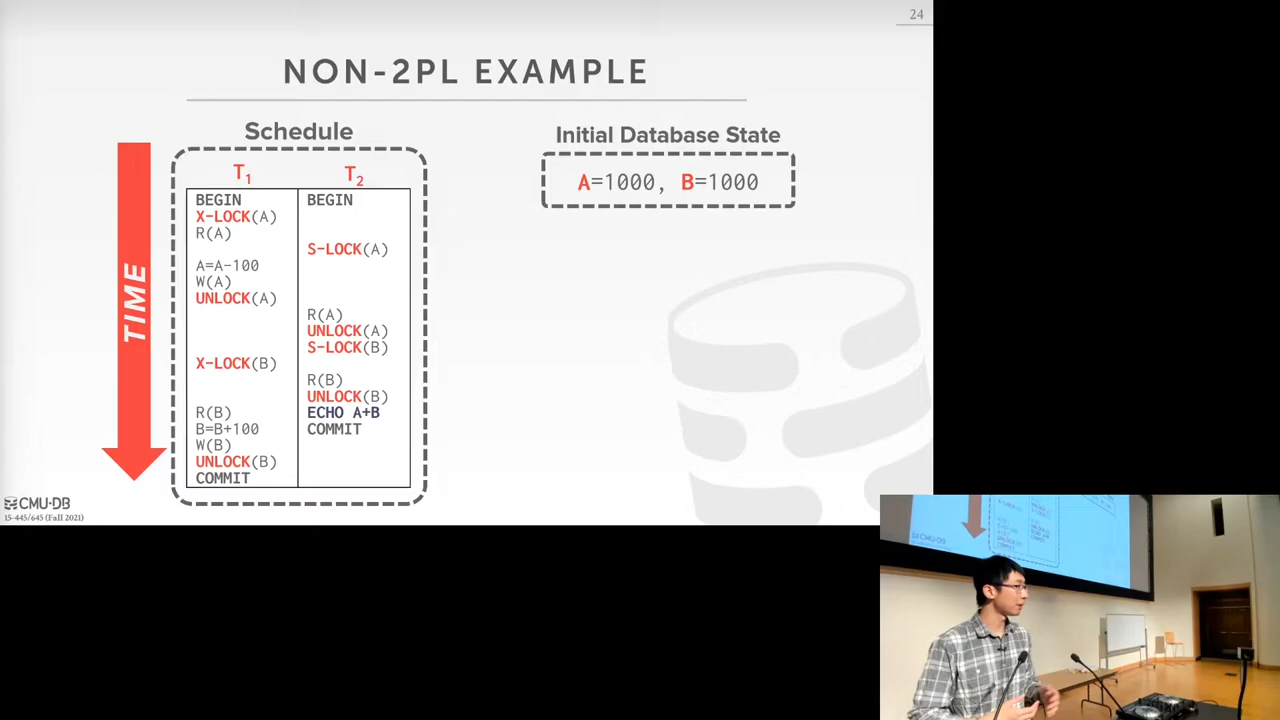 24
NON-2PL EXAMPLE
Schedule
Initial Database State
A=1000, B=1000
TIME
T1 T2
BEGIN BEGIN
X-LOCK(A)
R(A)
S-LOCK(A)
A=A-100
W(A)
UNLOCK(A)
R(A)
UNLOCK(A)
S-LOCK(B)
X-LOCK(B)
R(B)
UNLOCK(B)
R(B) ECHO A+B
B=B+100 COMMIT
W(B)
UNLOCK(B)
COMMIT
CMU·DB
15-445/645 (Fall 2021)